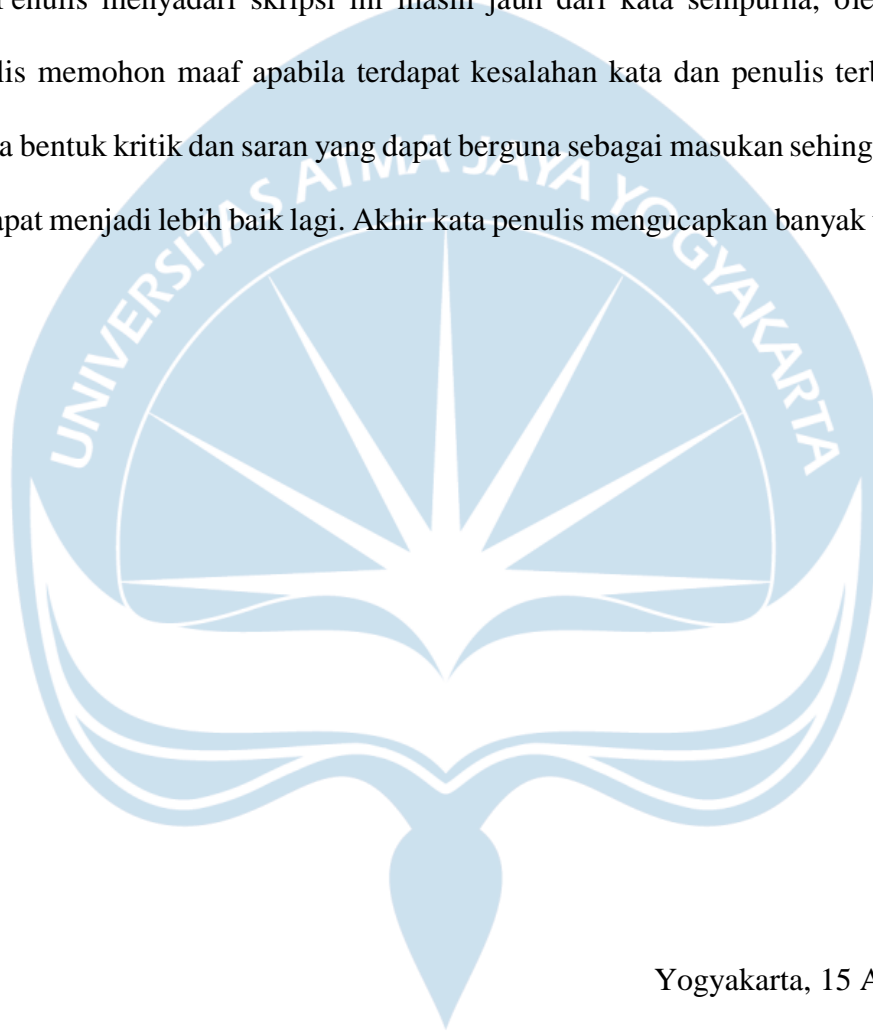 Penulis menyadari skripsi ini masih jauh dari kata sempurna, ole
lis memohon maaf apabila terdapat kesalahan kata dan penulis terb
a bentuk kritik dan saran yang dapat berguna sebagai masukan sehing
apat menjadi lebih baik lagi. Akhir kata penulis mengucapkan banyak
UNIVERSITAS ATMA JAYA YOGYAKARTA
Yogyakarta, 15 A